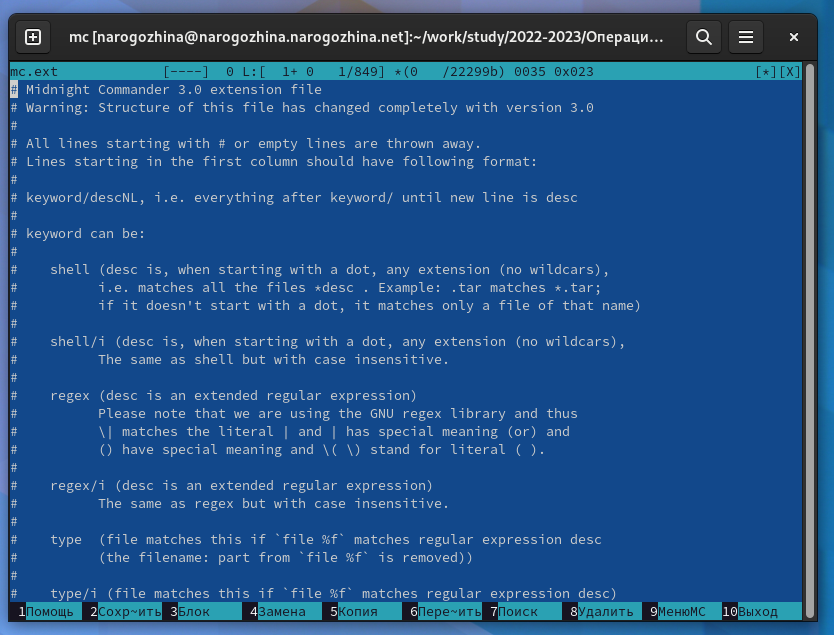 mc [narogozhina@narogozhina.narogozhina.net]:~/work/study/2022-2023/Операци...
mc.ext [----] 0 L:[ 1+ 0 1/849] *(0 /22299b) 0035 0x023 [*][X]
# Midnight Commander 3.0 extension file
# Warning: Structure of this file has changed completely with version 3.0
#
# All lines starting with # or empty lines are thrown away.
# Lines starting in the first column should have following format:
#
# keyword/descNL, i.e. everything after keyword/ until new line is desc
#
# keyword can be:
#
#    shell (desc is, when starting with a dot, any extension (no wildcars),
#          i.e. matches all the files *desc . Example: .tar matches *.tar;
#          if it doesn't start with a dot, it matches only a file of that name)
#
#    shell/i (desc is, when starting with a dot, any extension (no wildcars),
#          The same as shell but with case insensitive.
#
#    regex (desc is an extended regular expression)
#          Please note that we are using the GNU regex library and thus
#          \| matches the literal | and | has special meaning (or) and
#          () have special meaning and \( \) stand for literal ( ).
#
#    regex/i (desc is an extended regular expression)
#          The same as regex but with case insensitive.
#
#    type  (file matches this if `file %f` matches regular expression desc
#          (the filename: part from `file %f` is removed))
#
#    type/i (file matches this if `file %f` matches regular expression desc)
1Помощь 2Сохр~ить 3Блок 4Замена 5Копия 6Пере~ить 7Поиск 8Удалить 9МенюMC 10Выход